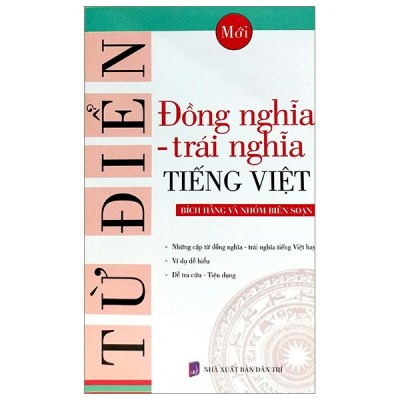 TỪ ĐIỂN
Mới
Đồng nghĩa
-trái nghĩa
TIẾNG VIỆT
BÍCH HẰNG VÀ NHÓM BIÊN SOẠN
• Những cặp từ đồng nghĩa - trái nghĩa tiếng Việt hay
• Ví dụ dễ hiểu
• Dễ tra cứu - Tiện dụng
NHÀ XUẤT BẢN DÂN TRÍ